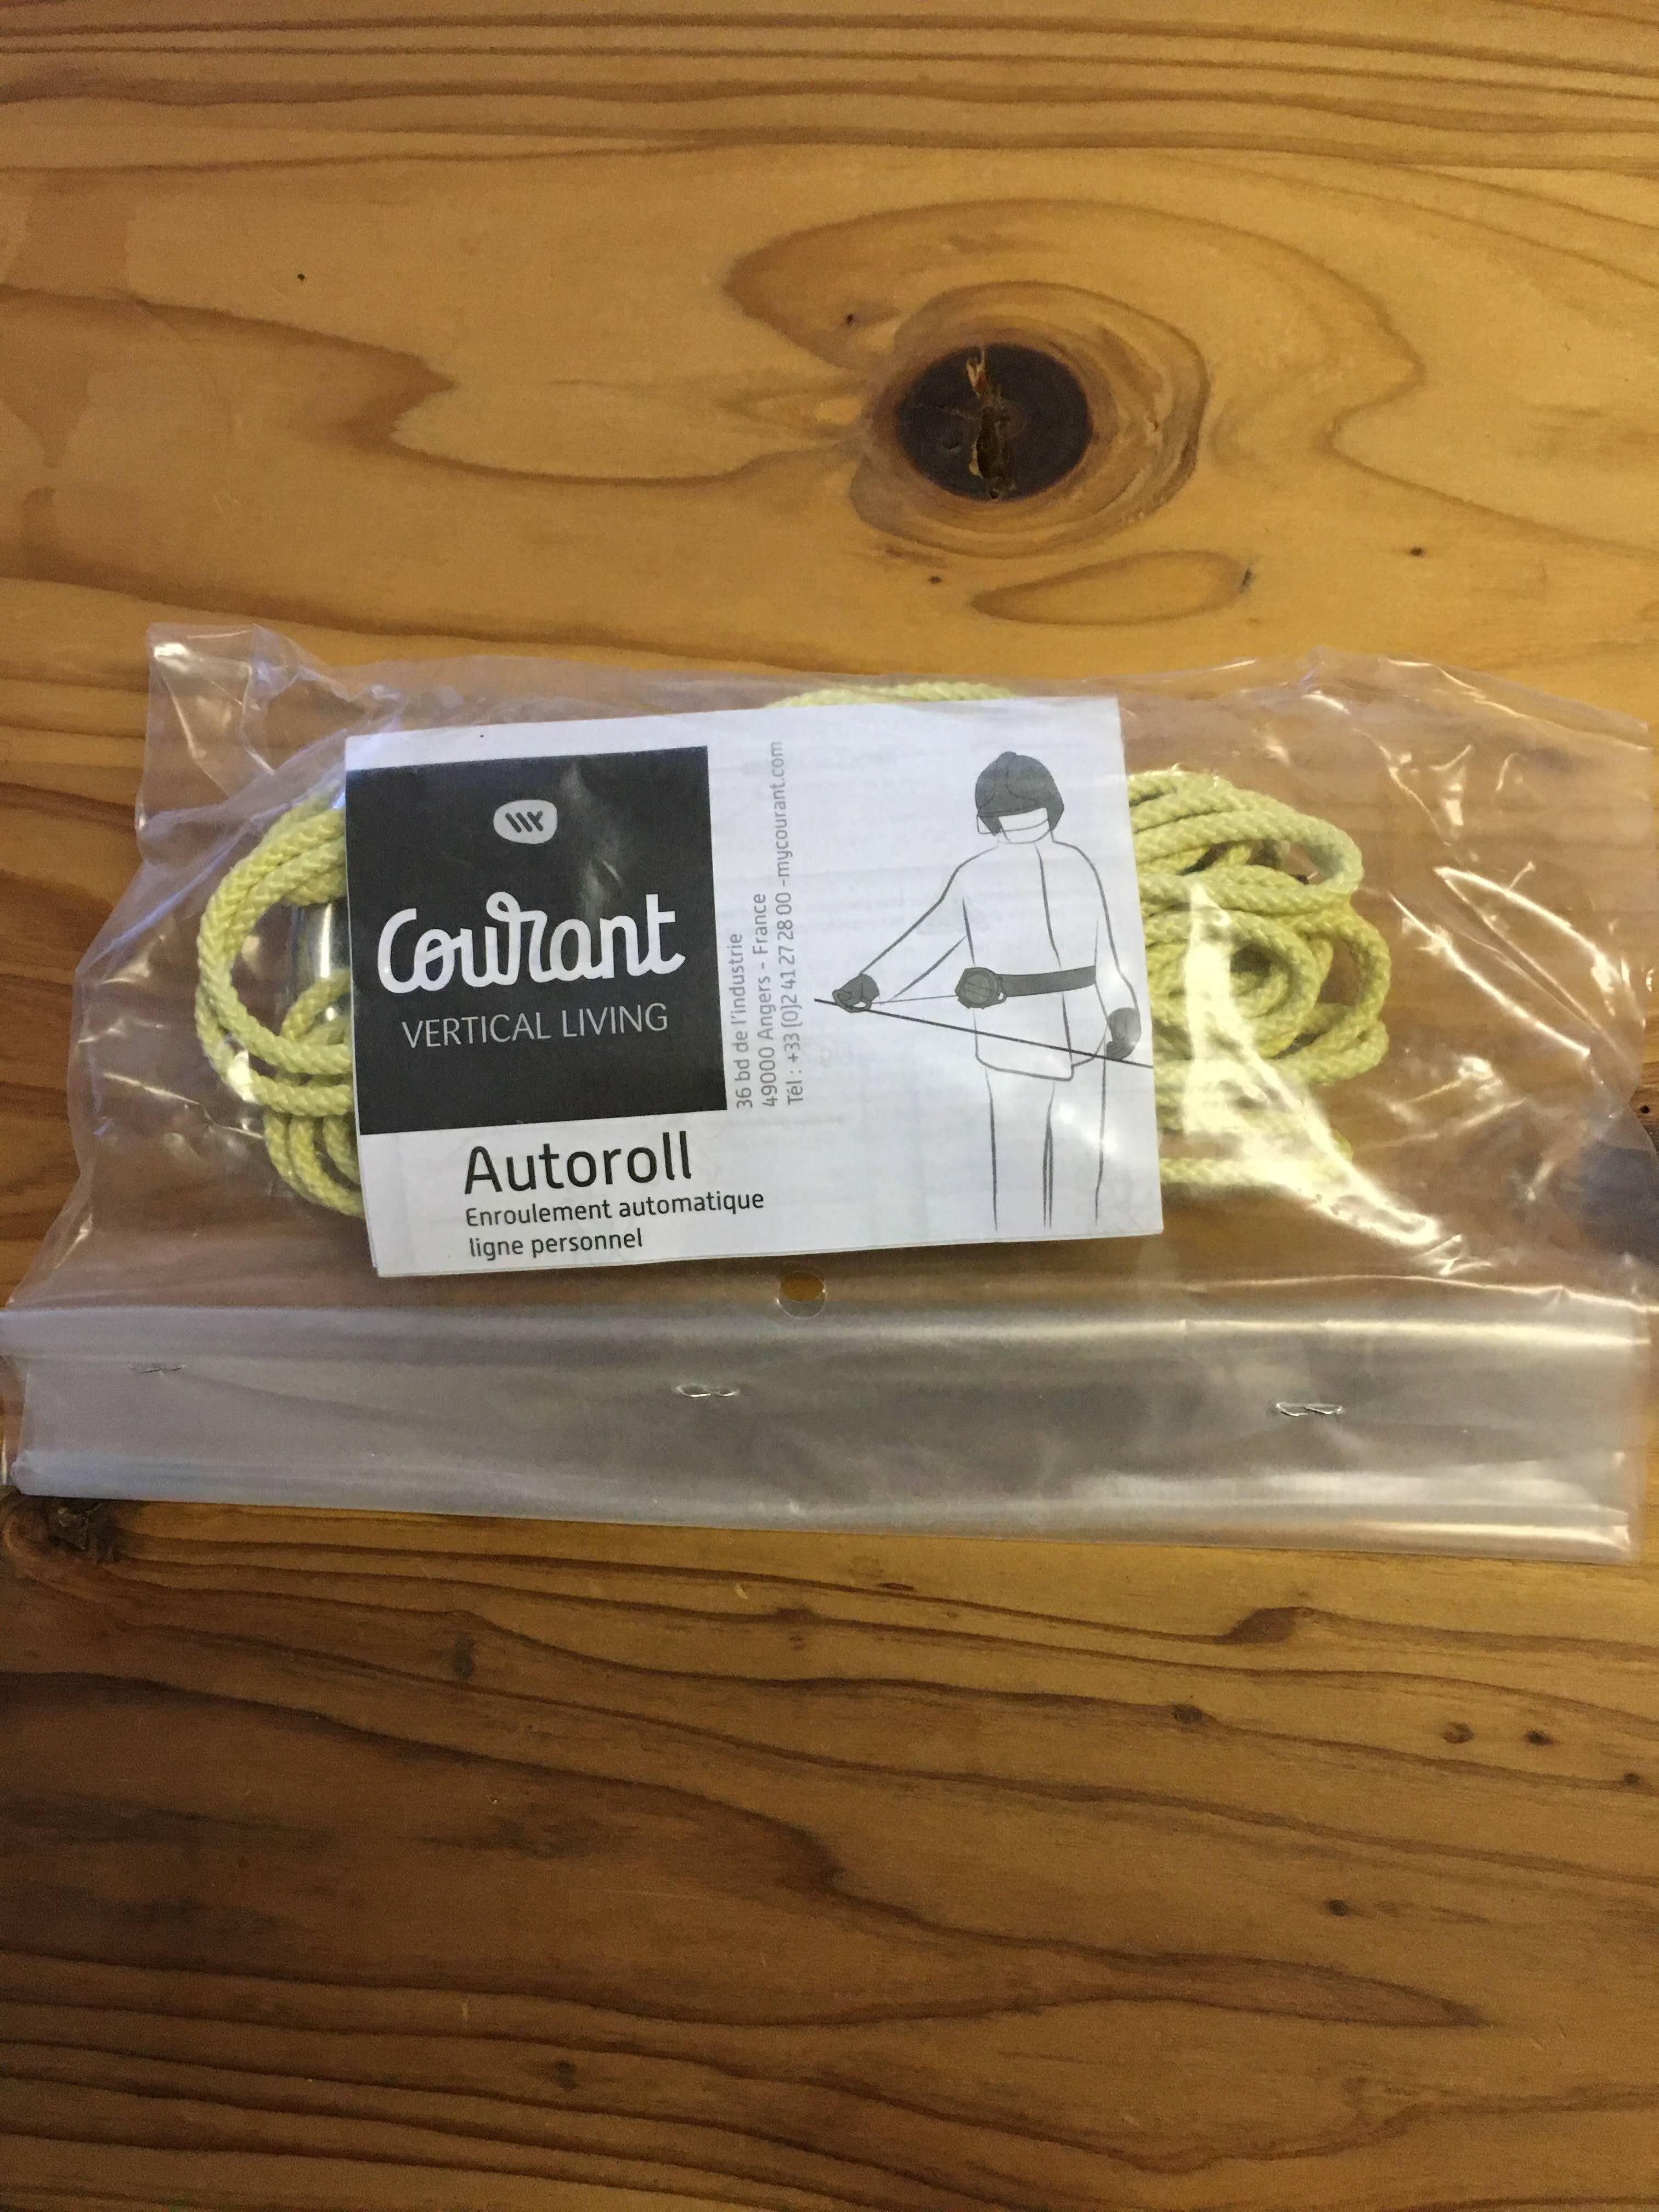 Courant
VERTICAL LIVING
36 bd de l'industrie
49000 Angers - France
Tél : +33 (0)2 41 27 28 00 -mycourant.com
Autoroll
Enroulement automatique
ligne personnel